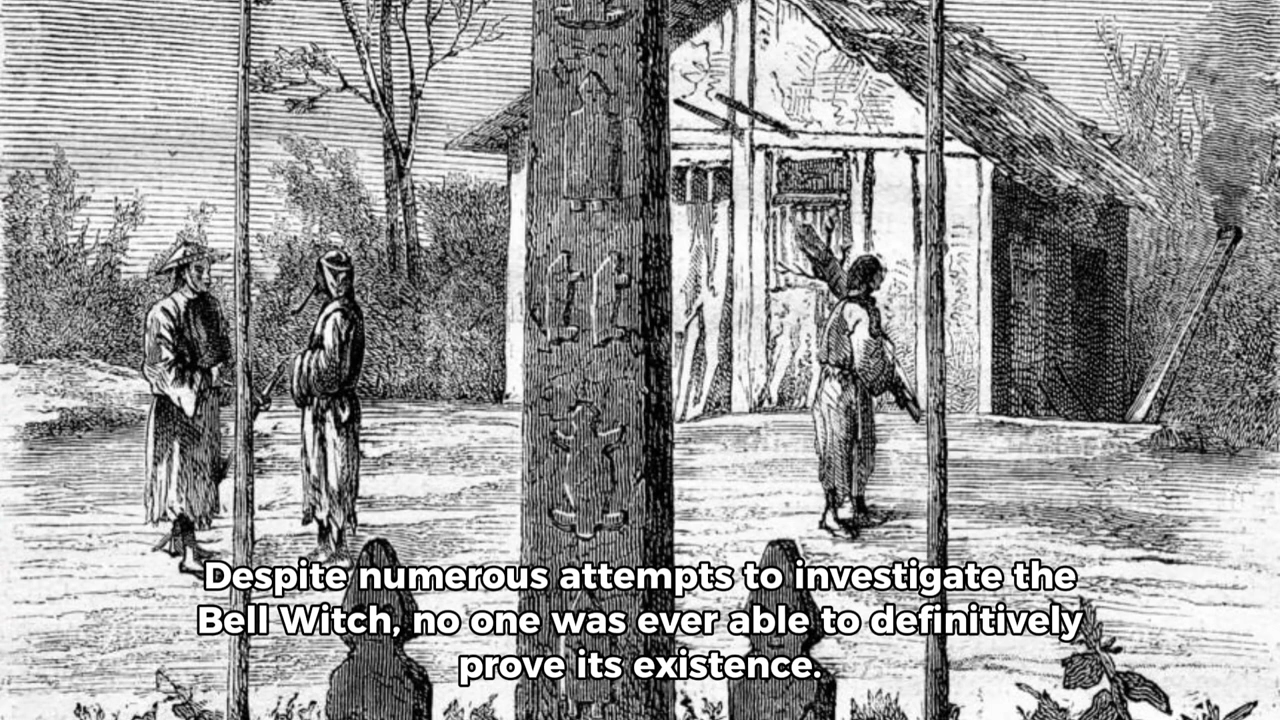 Despite numerous attempts to investigate the
Bell Witch, no one was ever able to definitively
prove its existence.